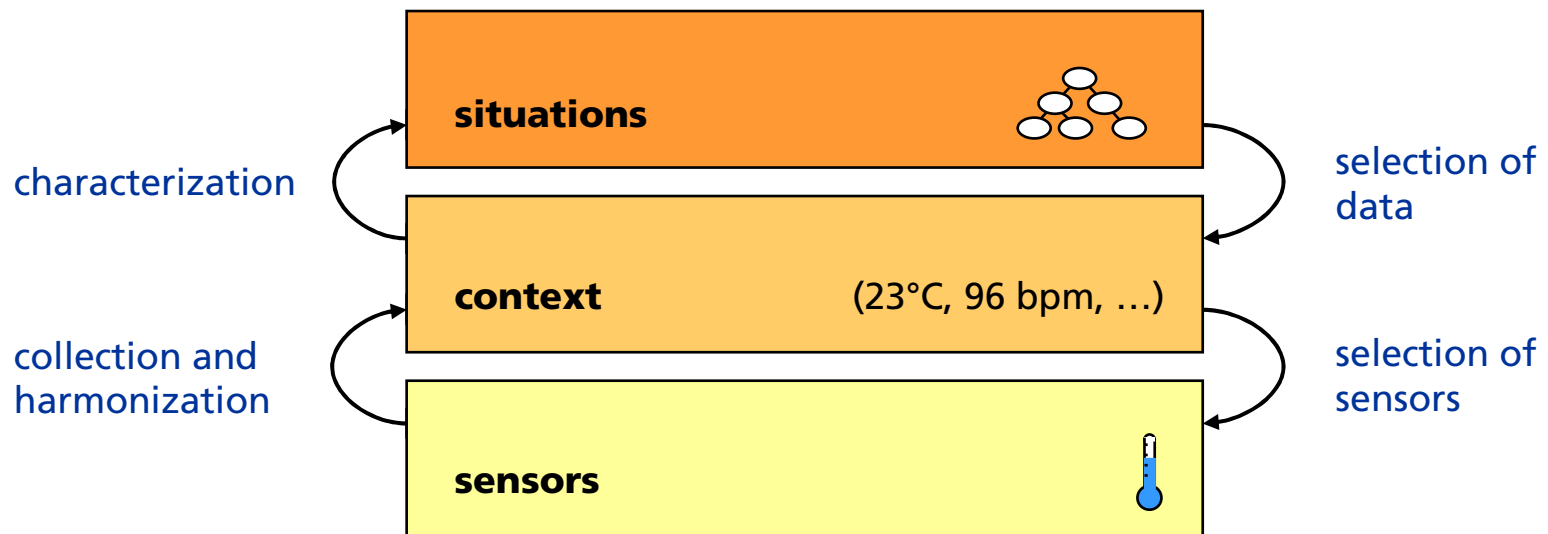 situations
characterization
selection of
data
context
(23°C, 96 bpm, …)
collection and
harmonization
selection of
sensors
sensors